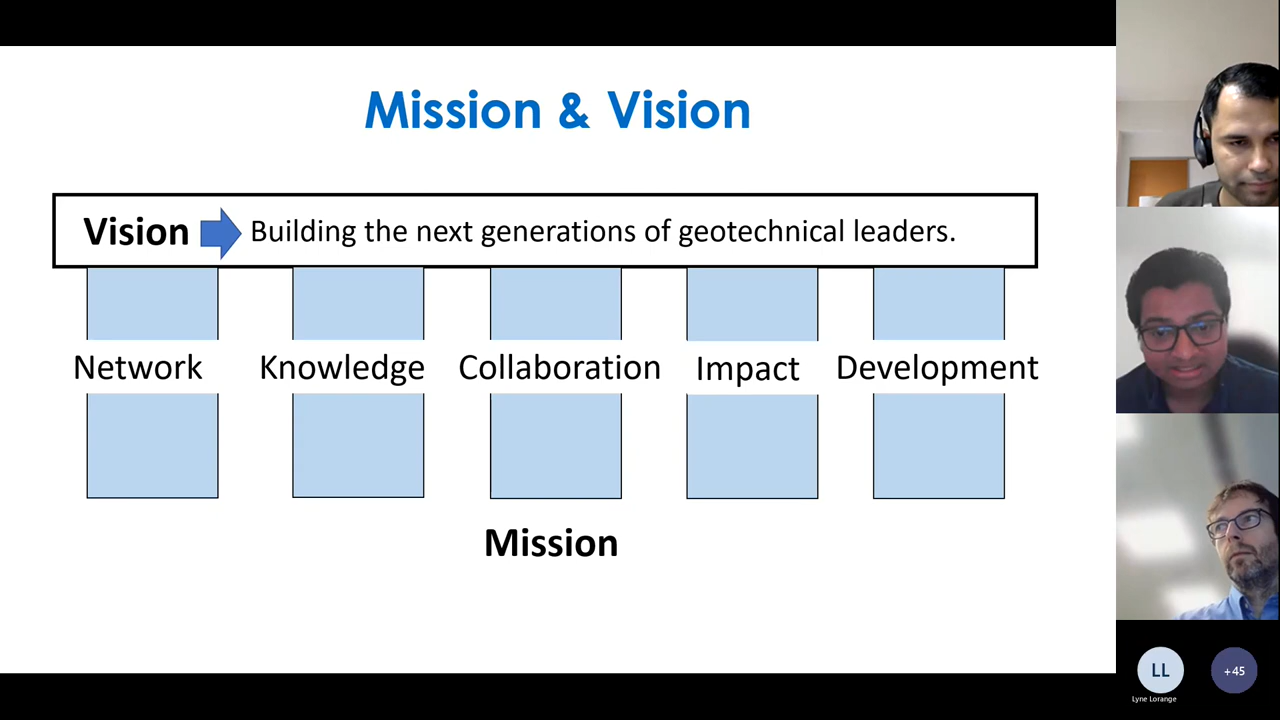 Mission & Vision
Vision Building the next generations of geotechnical leaders.
Network Knowledge Collaboration Impact Development
Mission
LL +45
Lyne Lorange